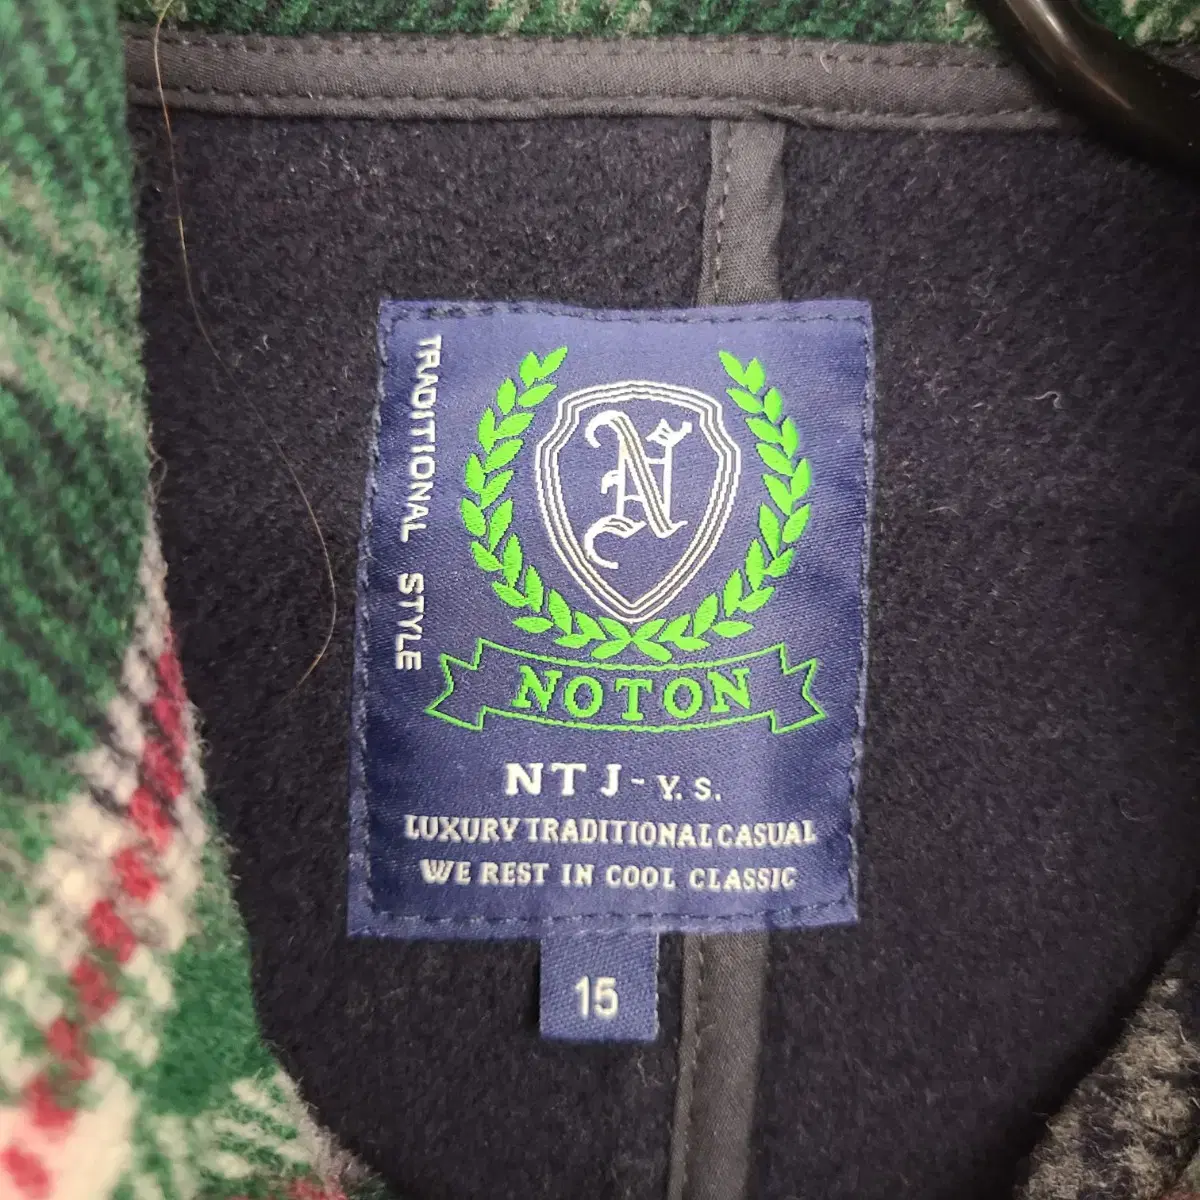 TRADITIONAL STYLE
N
NOTON
NTJ-Y.S.
LUXURY TRADITIONAL CASUAL
WE REST IN COOL CLASSIC
15